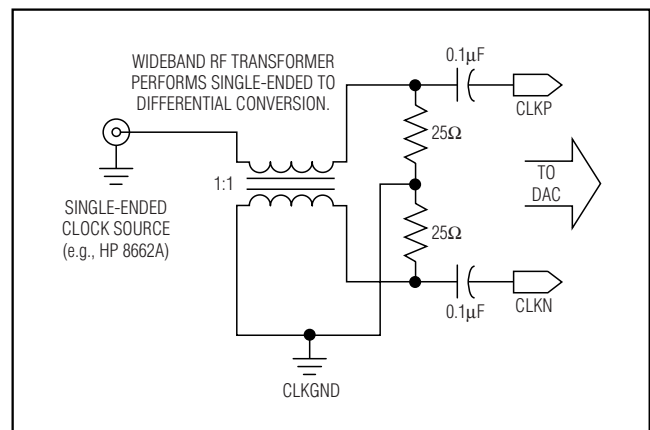 WIDEBAND RF TRANSFORMER
PERFORMS SINGLE-ENDED TO
DIFFERENTIAL CONVERSION.
0.1µF
CLKP
25Ω
1:1
TO
DAC
SINGLE-ENDED
CLOCK SOURCE
(e.g., HP 8662A)
25Ω
0.1µF
CLKN
CLKGND